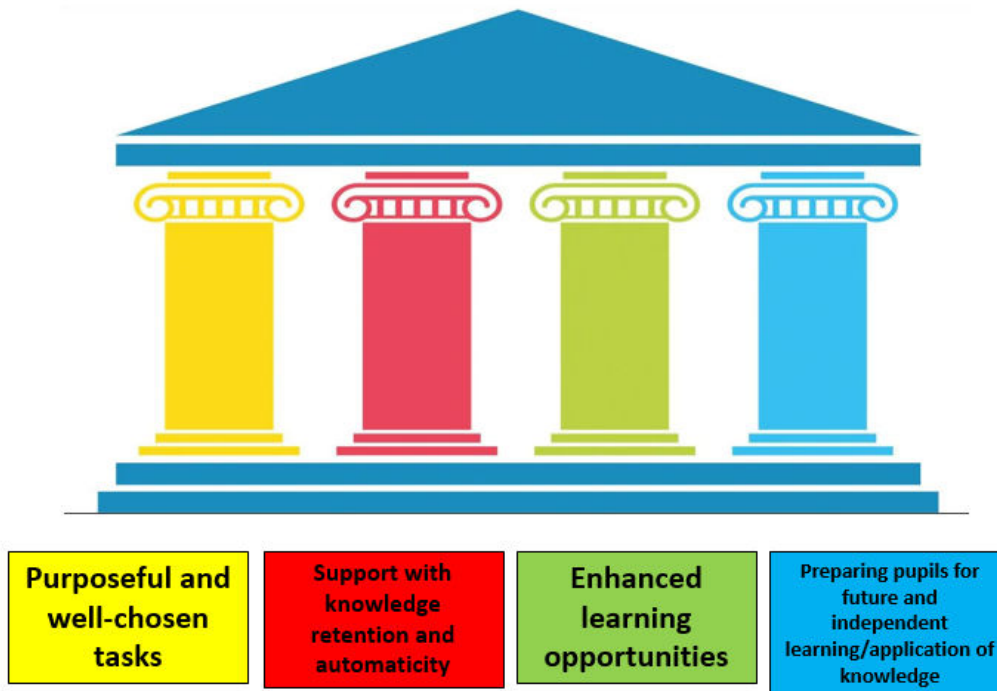 Purposeful and
well-chosen
tasks
Support with
knowledge
retention and
automaticity
Enhanced
learning
opportunities
Preparing pupils for
future and
independent
learning/application of
knowledge